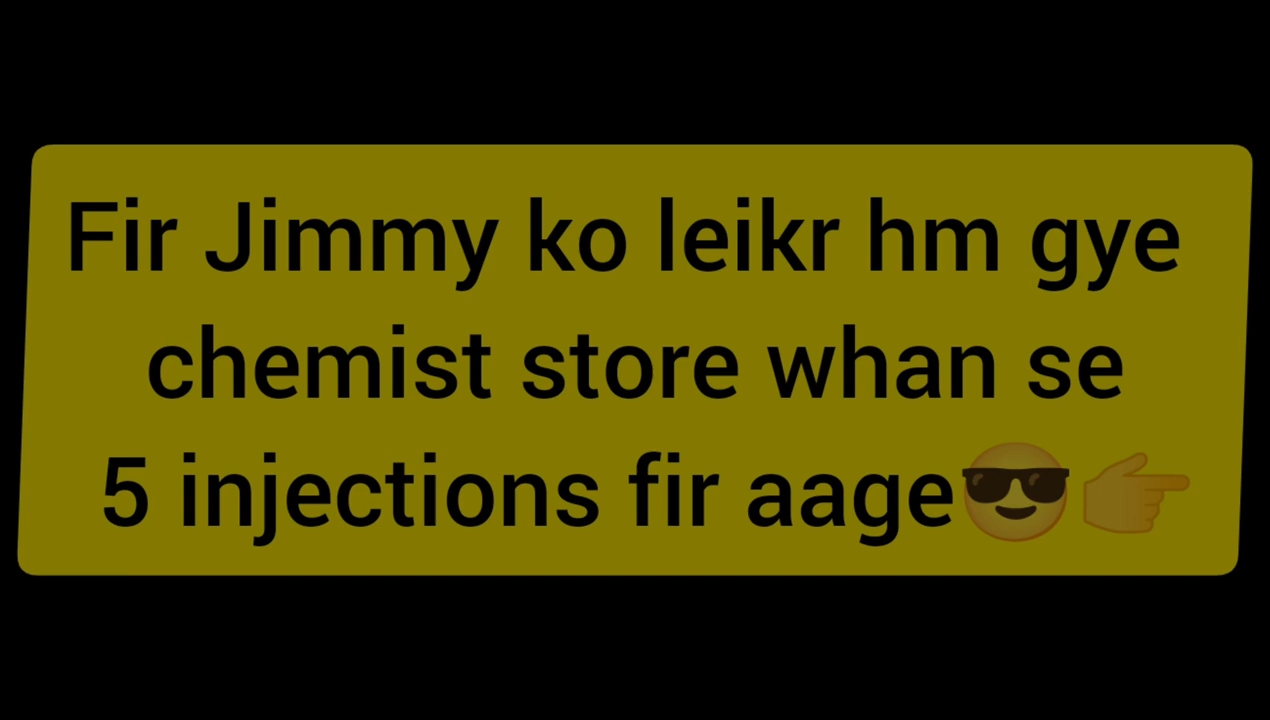 Fir Jimmy ko leikr hm gye
chemist store whan se
5 injections fir aage😎👉